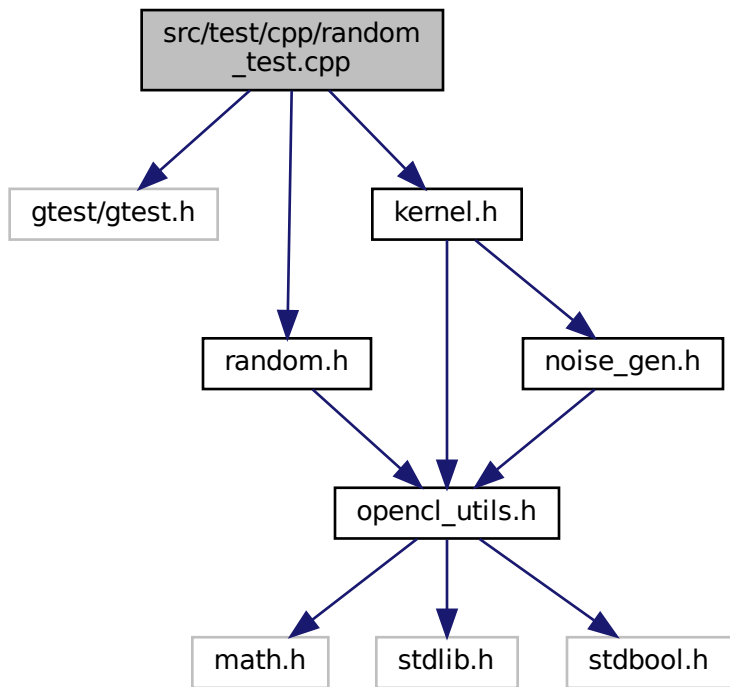 src/test/cpp/random
_test.cpp
gtest/gtest.h
kernel.h
random.h
noise_gen.h
opencl_utils.h
math.h
stdlib.h
stdbool.h